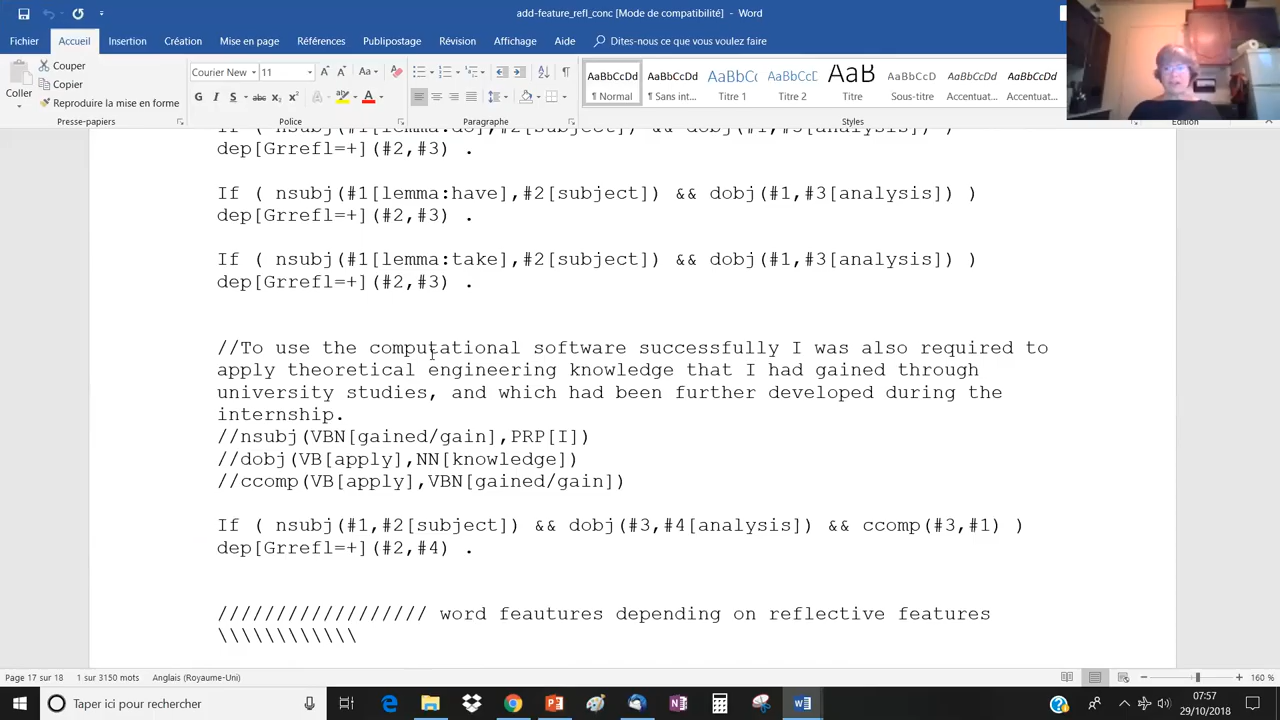 add-feature_refl_conc [Mode de compatibilité] - Word
Fichier Accueil Insertion Création Mise en page Références Publipostage Révision Affichage Aide Dites-nous ce que vous voulez faire
Coller
Couper
Copier
Reproduire la mise en forme
Presse-papiers
Courier New 11
G I S abc x₂ x²
Police
Paragraphe
AaBbCcDd AaBbCcDd AaBbCc AaBbCcD AaB AaBbCcD AaBbCcDd AaBbCcDd
¶ Normal ¶ Sans int... Titre 1 Titre 2 Titre Sous-titre Accentuat... Accentuat...
Styles
Edition
dep[Grrefl=+](#2,#3) .
If ( nsubj(#1[lemma:have],#2[subject]) && dobj(#1,#3[analysis]) )
dep[Grrefl=+](#2,#3) .
If ( nsubj(#1[lemma:take],#2[subject]) && dobj(#1,#3[analysis]) )
dep[Grrefl=+](#2,#3) .
//To use the computational software successfully I was also required to
apply theoretical engineering knowledge that I had gained through
university studies, and which had been further developed during the
internship.
//nsubj(VBN[gained/gain],PRP[I])
//dobj(VB[apply],NN[knowledge])
//ccomp(VB[apply],VBN[gained/gain])
If ( nsubj(#1,#2[subject]) && dobj(#3,#4[analysis]) && ccomp(#3,#1) )
dep[Grrefl=+](#2,#4) .
////////////////// word feautures depending on reflective features
\\\\\\\\\\\\
Page 17 sur 18 1 sur 3150 mots Anglais (Royaume-Uni) 160 %
Taper ici pour rechercher
07:57
29/10/2018